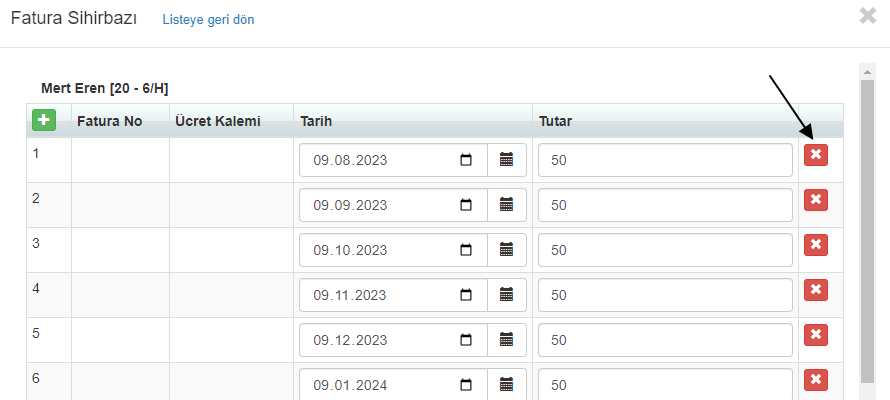 Fatura Sihirbazı Listeye geri dön
Mert Eren [20 - 6/H]
Fatura No Ücret Kalemi Tarih Tutar
1 09.08.2023 50
2 09.09.2023 50
3 09.10.2023 50
4 09.11.2023 50
5 09.12.2023 50
6 09.01.2024 50